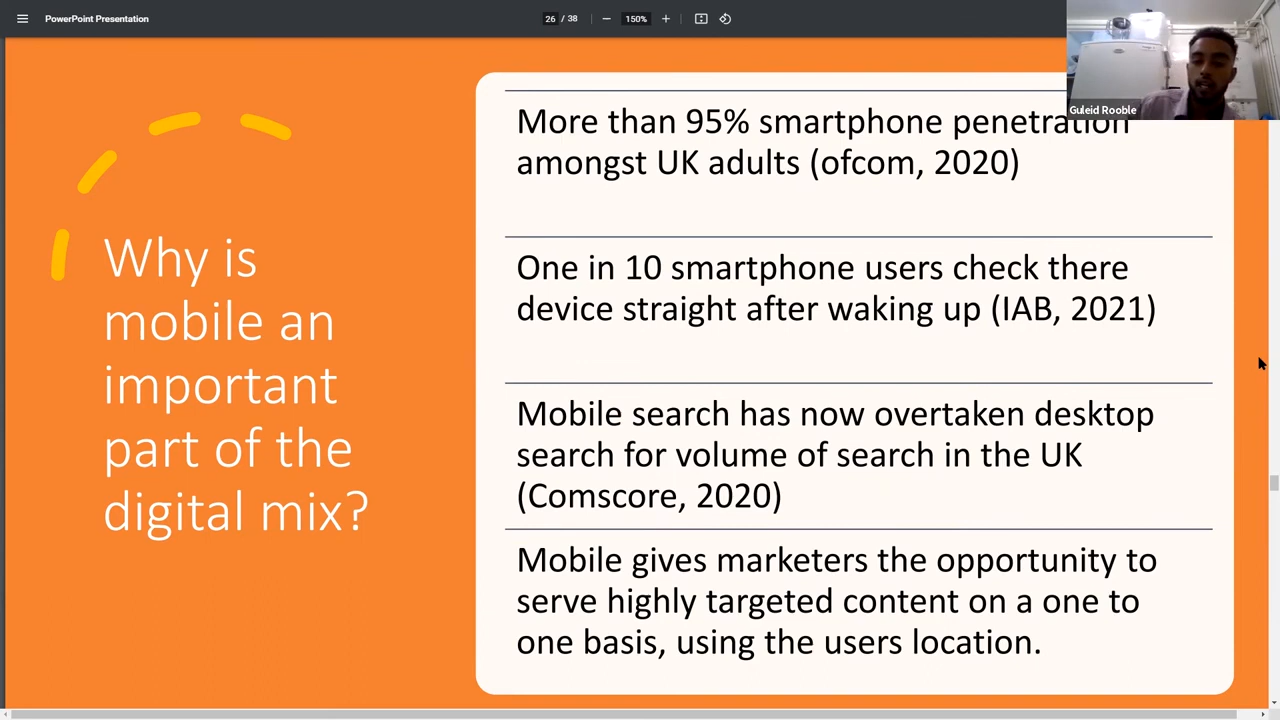 PowerPoint Presentation
26 / 38
150%
Guleid Rooble
Why is
mobile an
important
part of the
digital mix?
More than 95% smartphone penetration
amongst UK adults (ofcom, 2020)
One in 10 smartphone users check there
device straight after waking up (IAB, 2021)
Mobile search has now overtaken desktop
search for volume of search in the UK
(Comscore, 2020)
Mobile gives marketers the opportunity to
serve highly targeted content on a one to
one basis, using the users location.